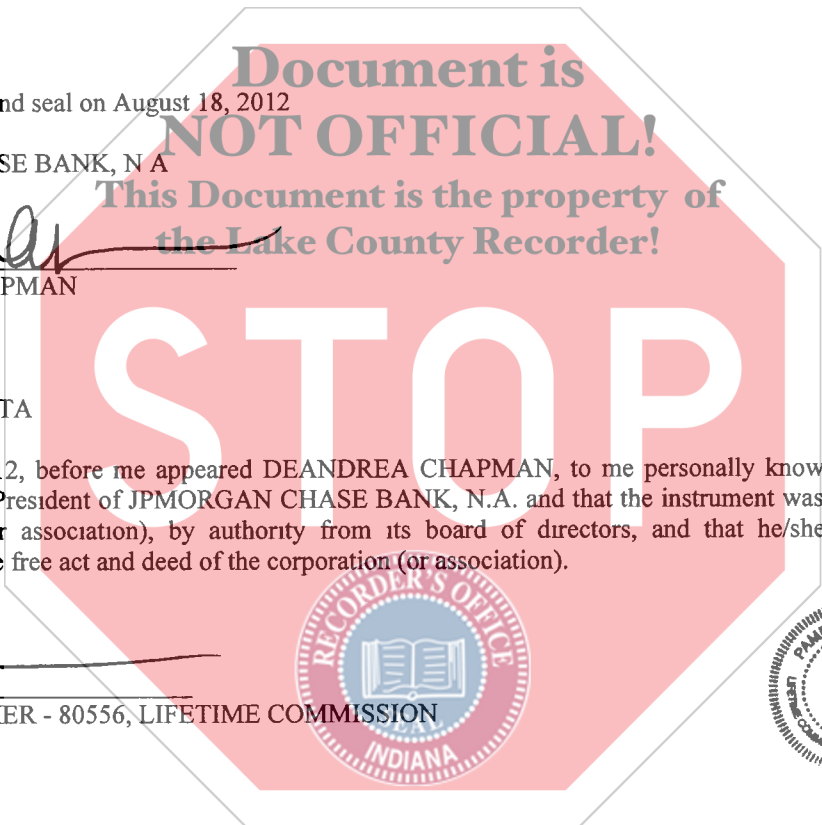 Document is
nd seal on August 18, 2012
NOT OFFICIAL!
SE BANK, N A
This Document is the property of
the Lake County Recorder!
PMAN
STOP
TA
2, before me appeared DEANDREA CHAPMAN, to me personally know
President of JPMORGAN CHASE BANK, N.A. and that the instrument was
r association), by authority from its board of directors, and that he/she
e free act and deed of the corporation (or association).
RECORDER'S OFFICE
SEAL
INDIANA
ER - 80556, LIFETIME COMMISSION